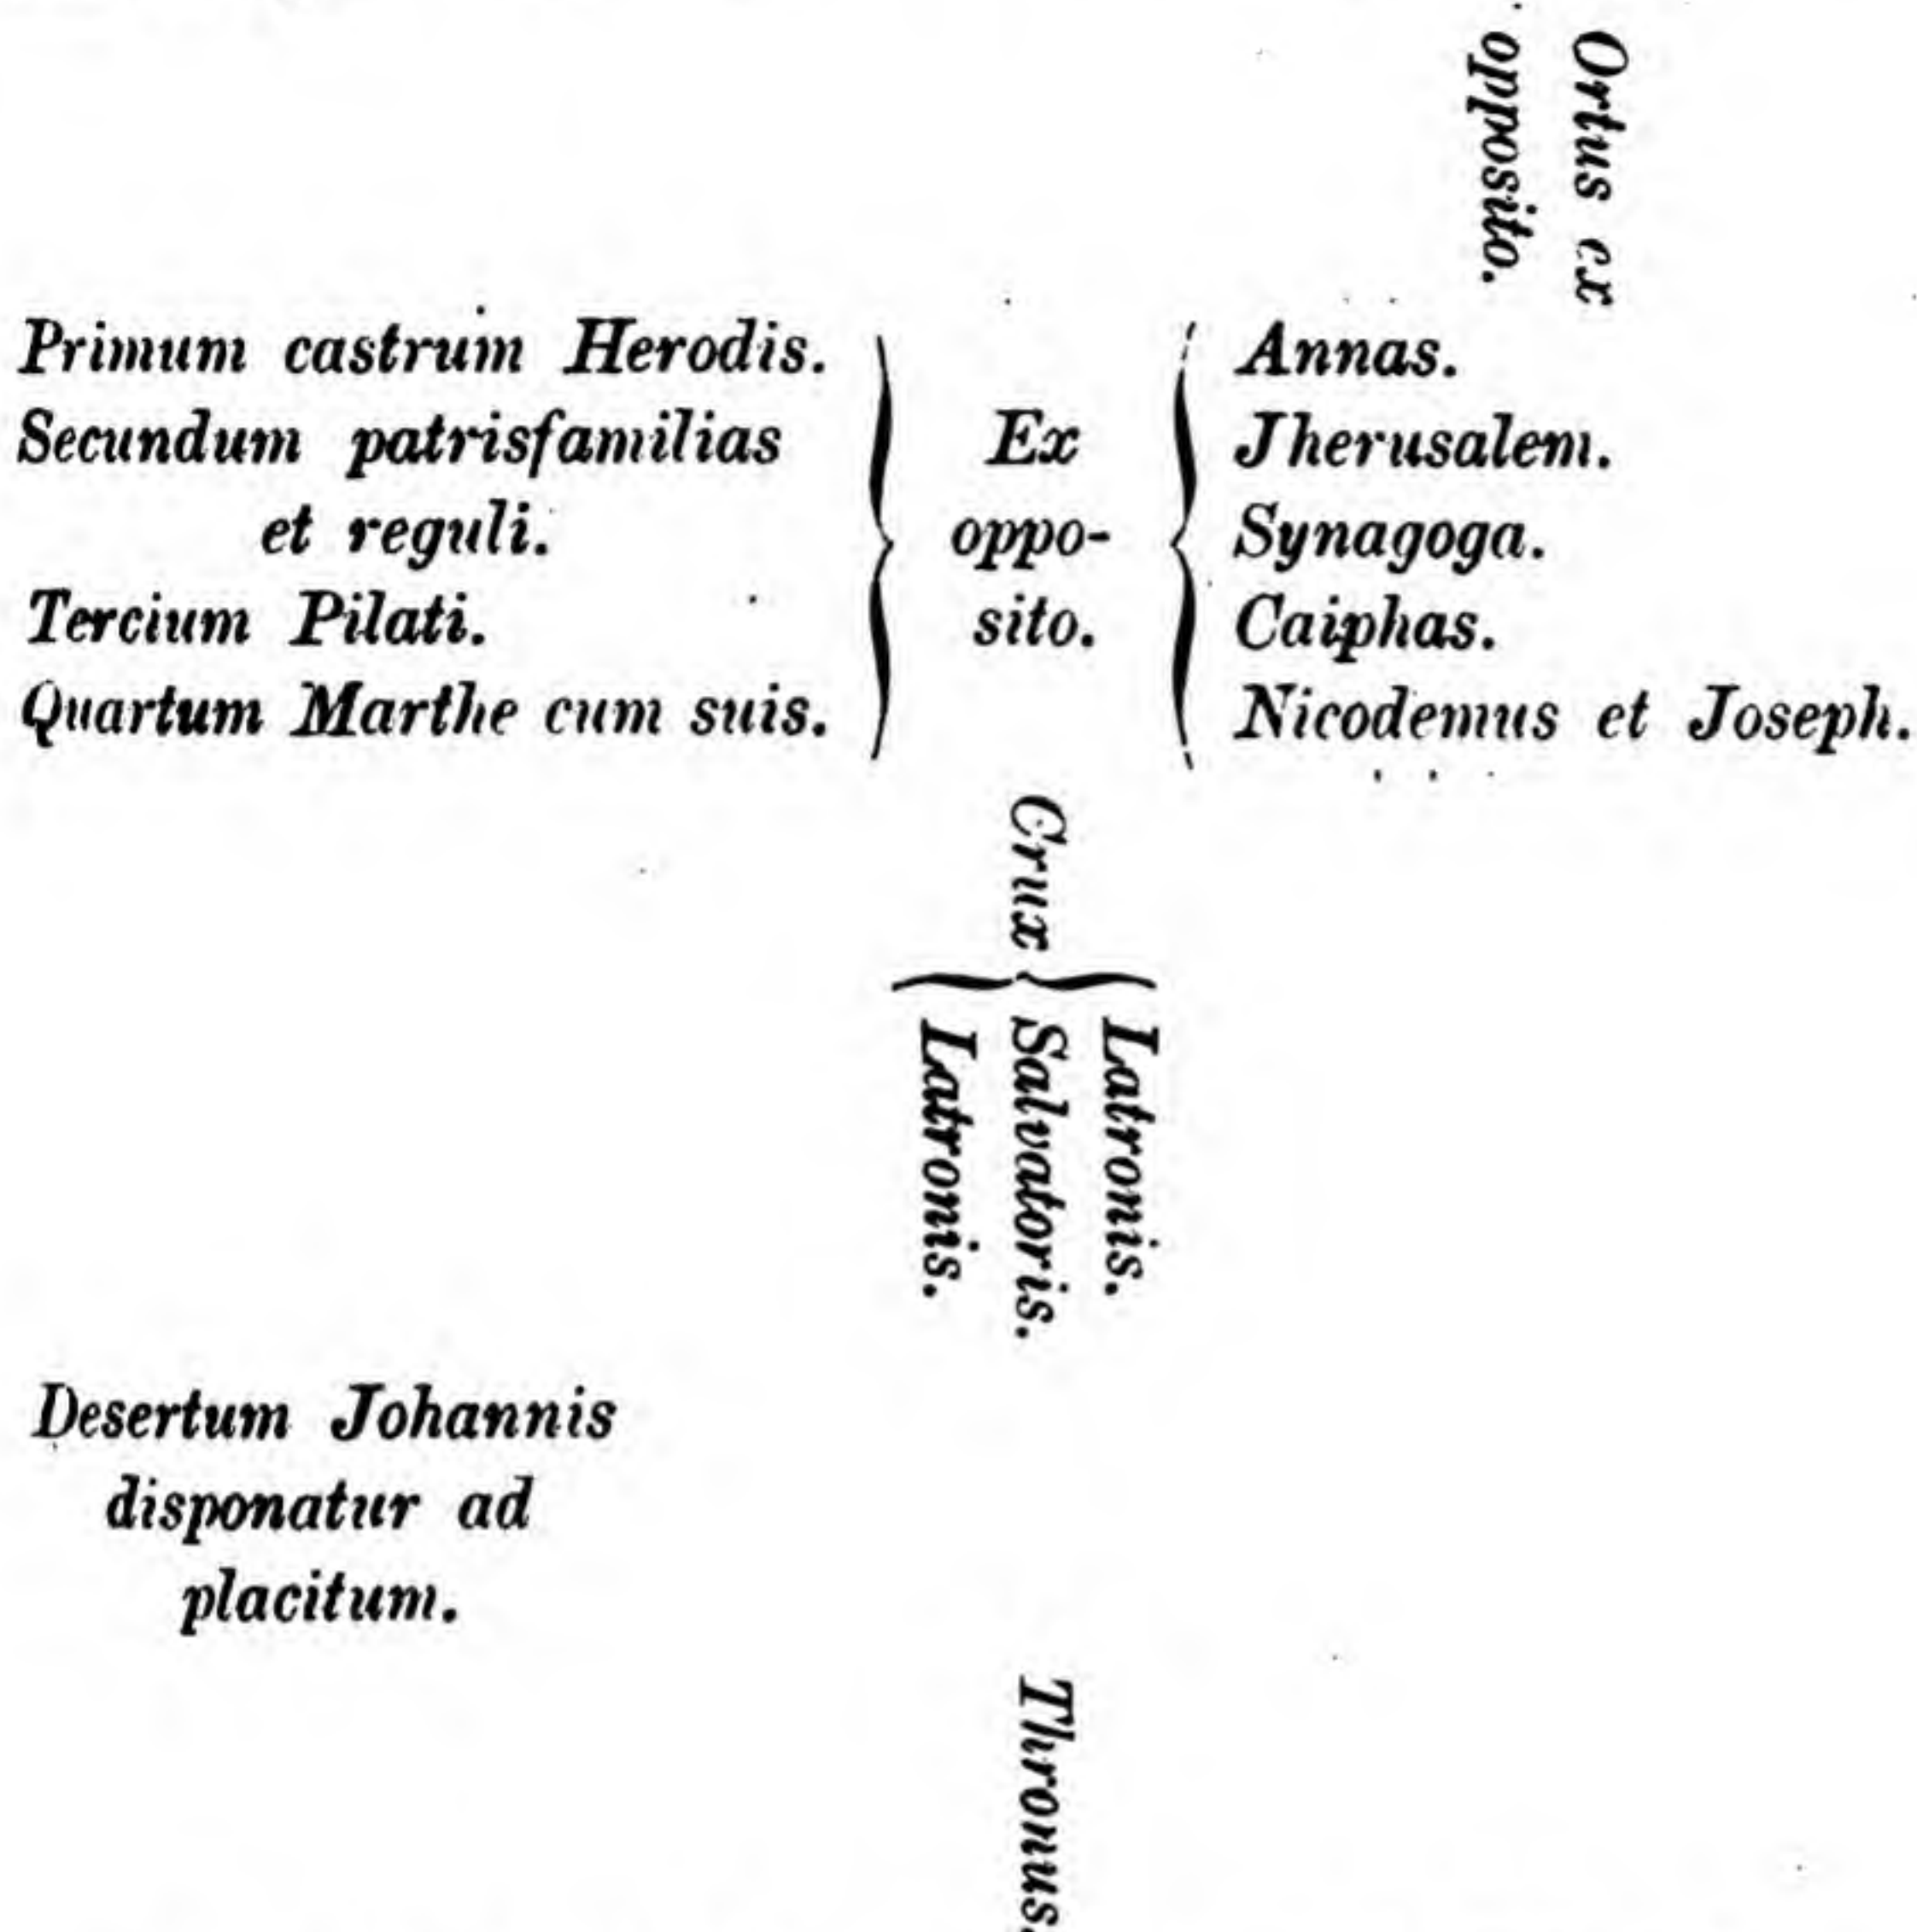 Ortus ex
opposito.
Primum castrum Herodis.
Secundum patrisfamilias
et reguli.
Tercium Pilati.
Quartum Marthe cum suis.
Ex
oppo-
sito.
Annas.
Jherusalem.
Synagoga.
Caiphas.
Nicodemus et Joseph.
Crux
Latronis.
Salvatoris.
Latronis.
Desertum Johannis
disponatur ad
placitum.
Thronus.